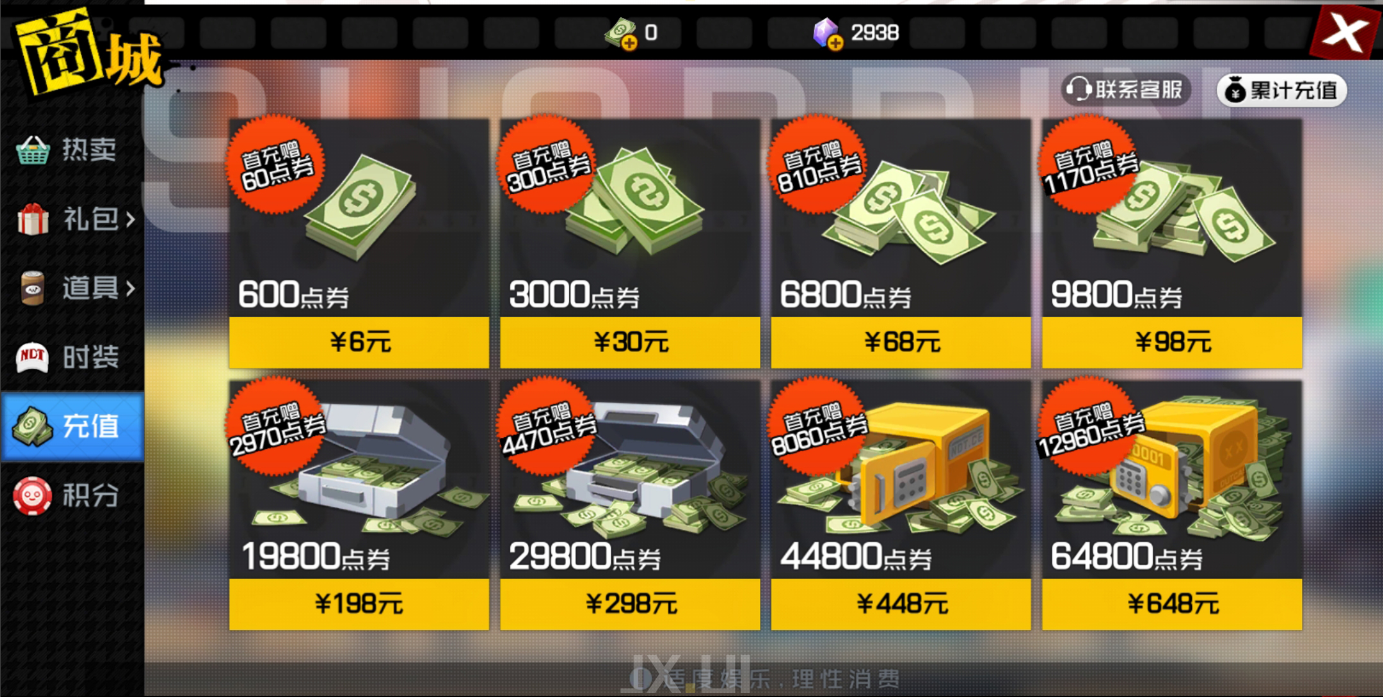 商城
0
2938
联系客服
累计充值
热卖
礼包
道具
NDT
时装
充值
积分
首充赠
60点券
600点券
¥6元
首充赠
300点券
3000点券
¥30元
首充赠
810点券
6800点券
¥68元
首充赠
1170点券
9800点券
¥98元
首充赠
2970点券
19800点券
¥198元
首充赠
4470点券
29800点券
¥298元
首充赠
8060点券
44800点券
¥448元
首充赠
12960点券
0001
64800点券
¥648元
适度娱乐.理性消费
JX.UI